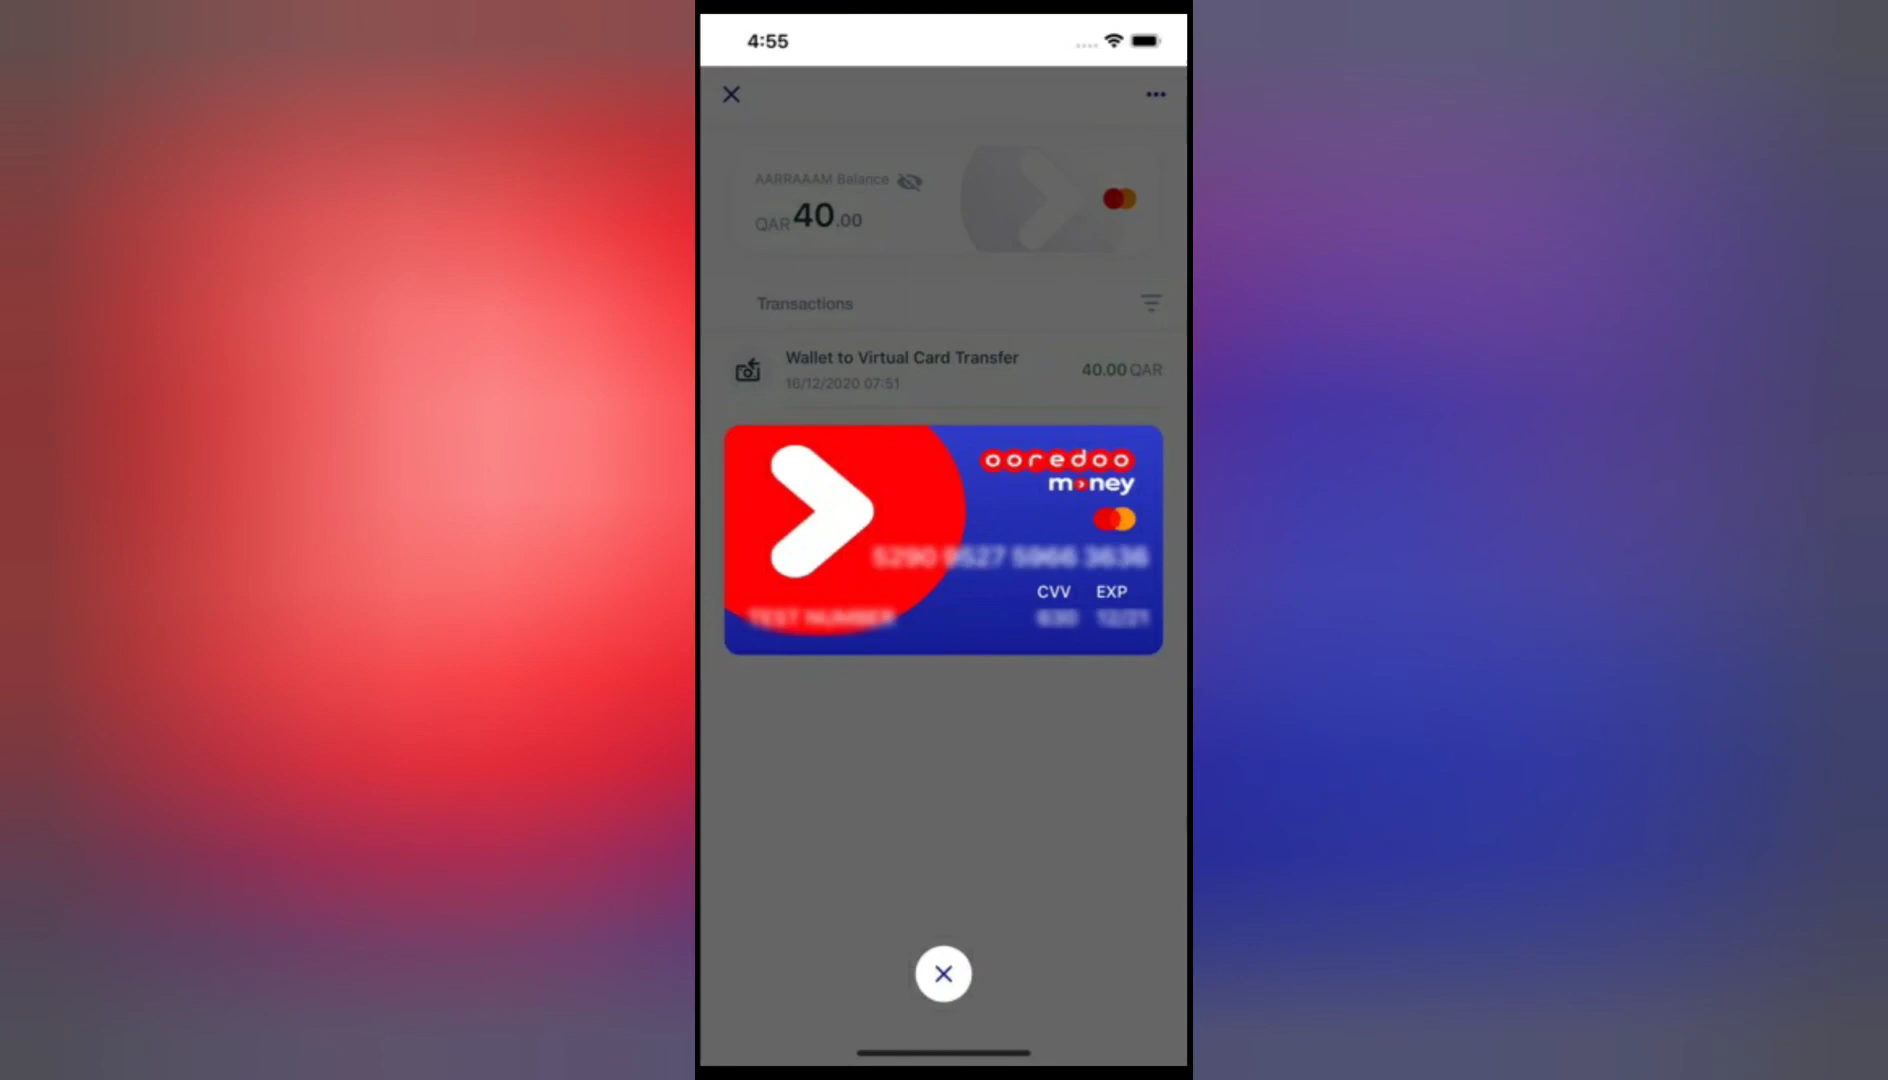 4:55
AARRAAAM Balance
QAR 40.00
Transactions
Wallet to Virtual Card Transfer
16/12/2020 07:51
40.00 QAR
ooredoo
money
CVV EXP